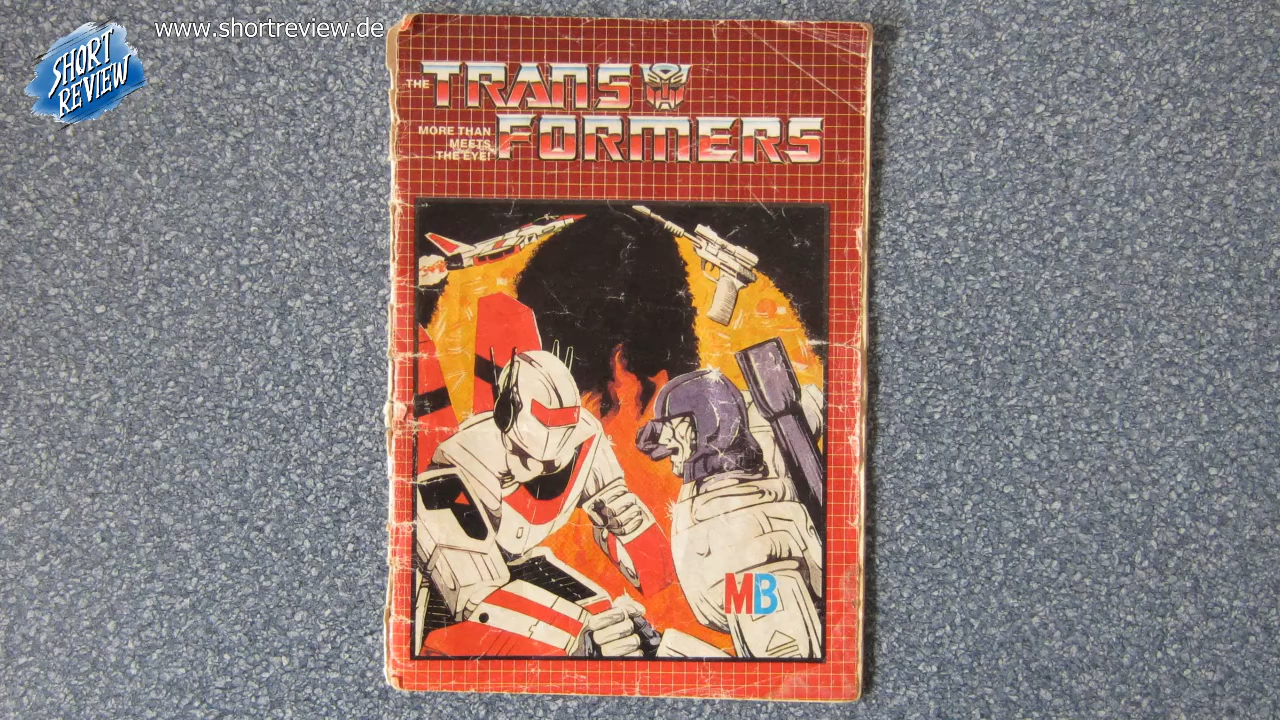 www.shortreview.de
SHORT
REVIEW
THE TRANS
FORMERS
MORE THAN
MEETS
THE EYE!
MB